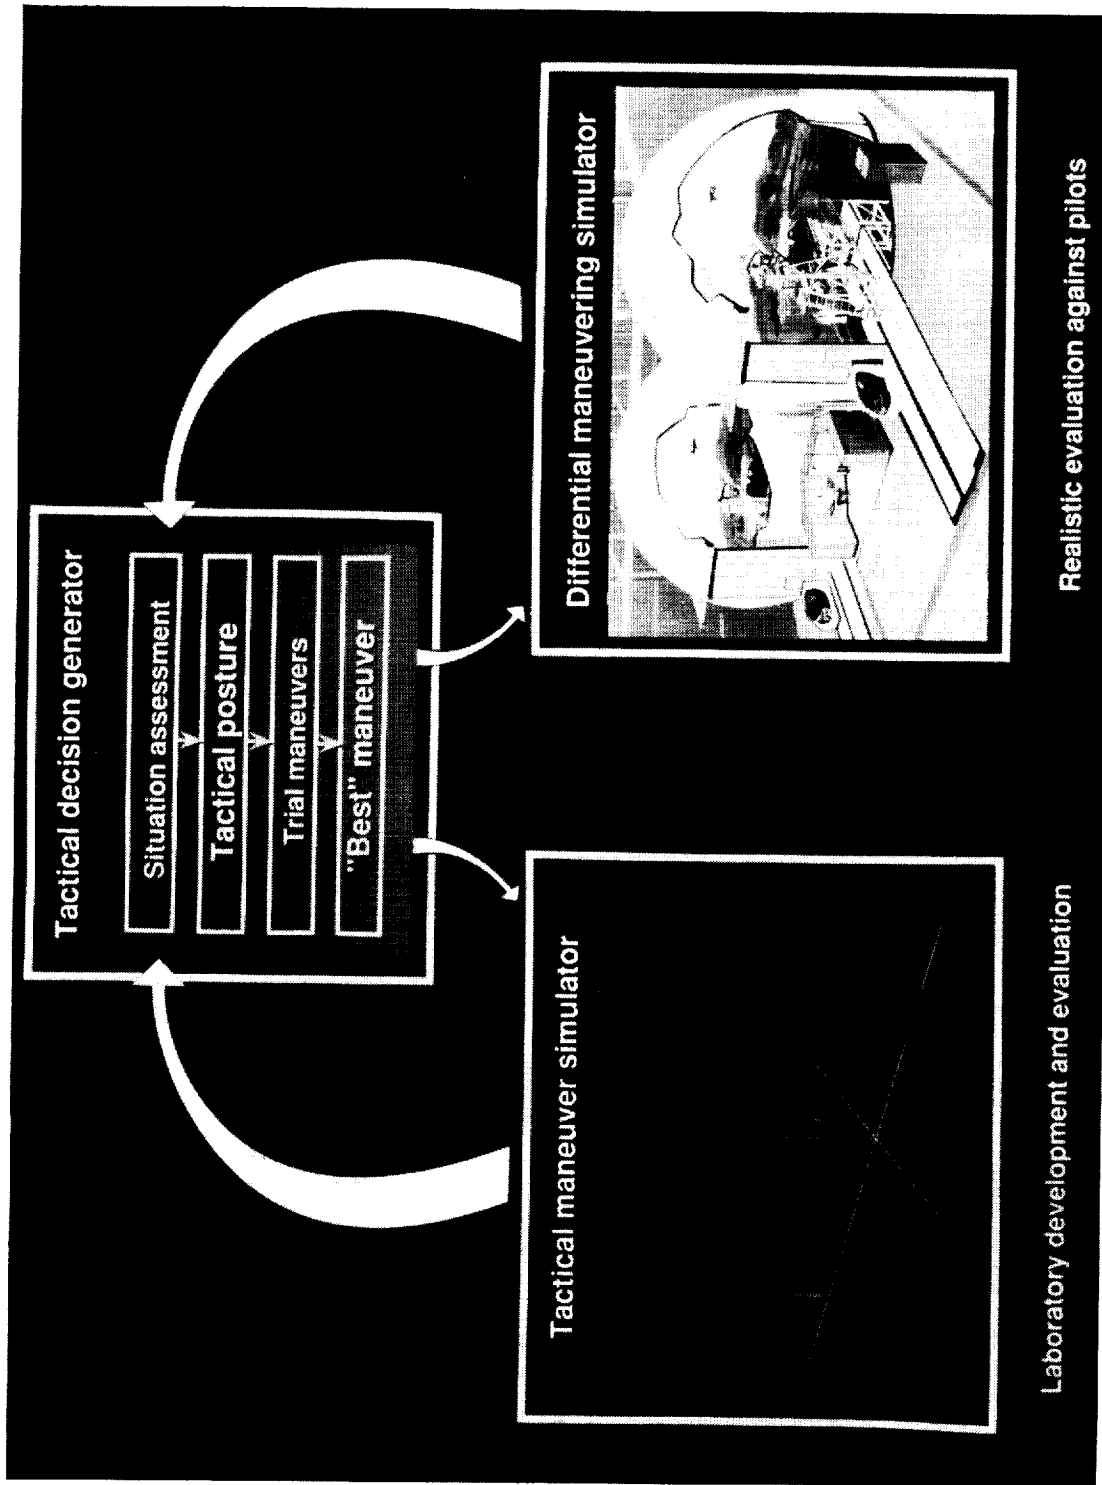 Tactical decision generator
Situation assessment
Tactical posture
Trial maneuvers
"Best" maneuver
Tactical maneuver simulator
Differential maneuvering simulator
Laboratory development and evaluation
Realistic evaluation against pilots